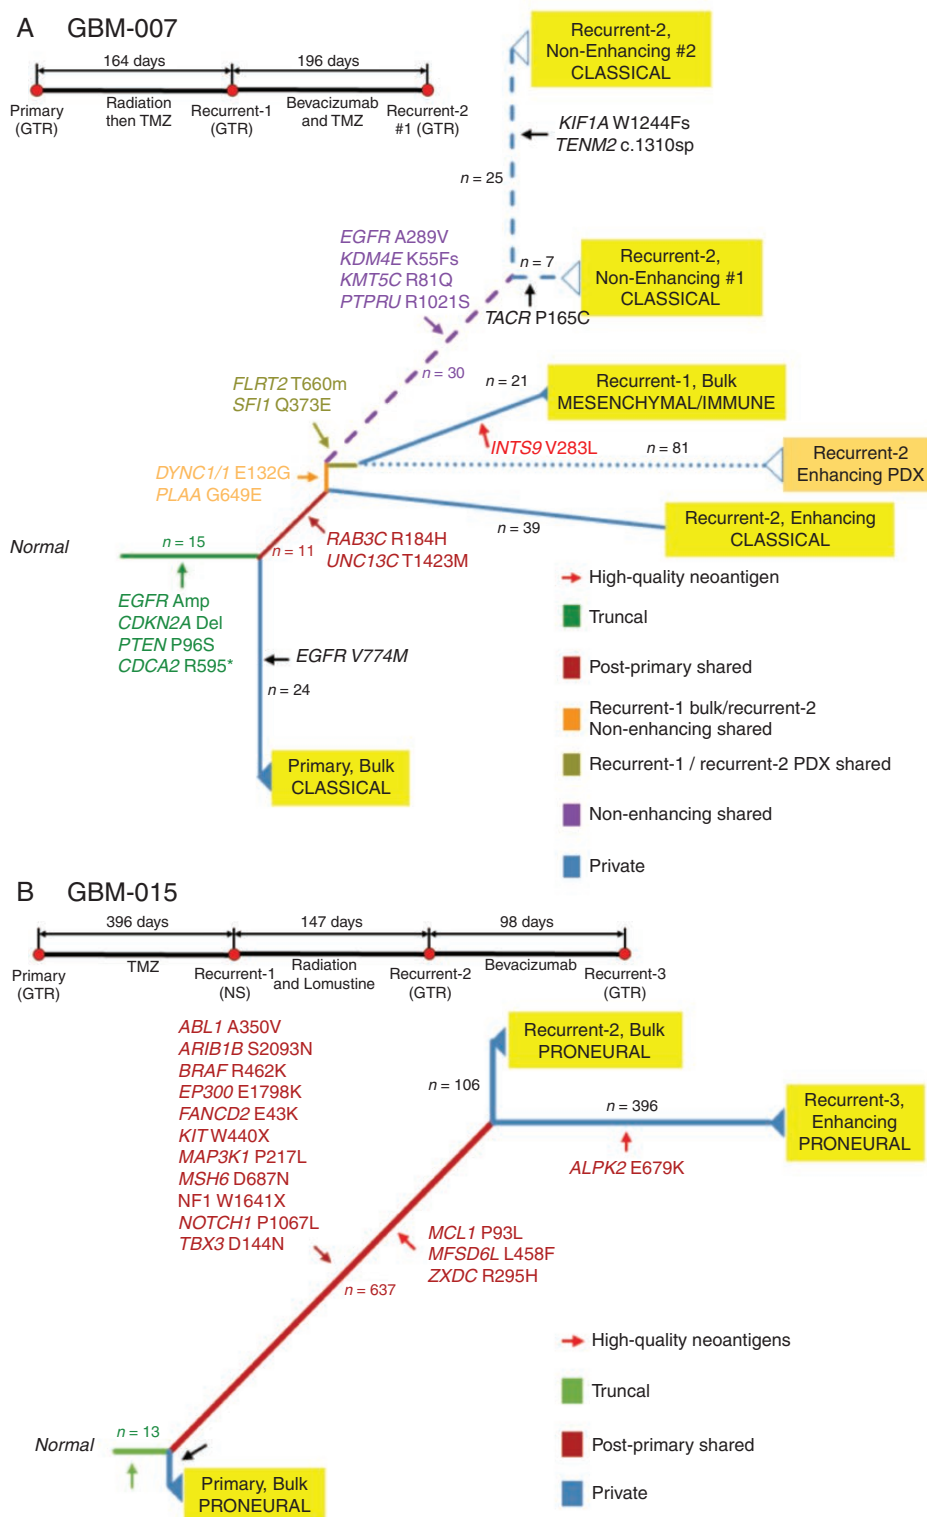 A GBM-007
164 days
196 days
Primary
(GTR)
Radiation
then TMZ
Recurrent-1
(GTR)
Bevacizumab
and TMZ
Recurrent-2
#1 (GTR)
Recurrent-2,
Non-Enhancing #2
CLASSICAL
KIF1A W1244Fs
TENM2 c.1310sp
n = 25
EGFR A289V
KDM4E K55Fs
KMT5C R81Q
PTPRU R1021S
n = 7
Recurrent-2,
Non-Enhancing #1
CLASSICAL
TACR P165C
n = 30
FLRT2 T660m
SFI1 Q373E
n = 21
Recurrent-1, Bulk
MESENCHYMAL/IMMUNE
INTS9 V283L
n = 81
Recurrent-2
Enhancing PDX
DYNC1/1 E132G
PLAA G649E
n = 39
Recurrent-2, Enhancing
CLASSICAL
Normal
n = 15
n = 11
RAB3C R184H
UNC13C T1423M
EGFR Amp
CDKN2A Del
PTEN P96S
CDCA2 R595*
EGFR V774M
n = 24
Primary, Bulk
CLASSICAL
High-quality neoantigen
Truncal
Post-primary shared
Recurrent-1 bulk/recurrent-2
Non-enhancing shared
Recurrent-1 / recurrent-2 PDX shared
Non-enhancing shared
Private
B GBM-015
396 days
147 days
98 days
Primary
(GTR)
TMZ
Recurrent-1
(NS)
Radiation
and Lomustine
Recurrent-2
(GTR)
Bevacizumab
Recurrent-3
(GTR)
ABL1 A350V
ARIB1B S2093N
BRAF R462K
EP300 E1798K
FANCD2 E43K
KIT W440X
MAP3K1 P217L
MSH6 D687N
NF1 W1641X
NOTCH1 P1067L
TBX3 D144N
Recurrent-2, Bulk
PRONEURAL
n = 106
n = 396
Recurrent-3,
Enhancing
PRONEURAL
ALPK2 E679K
MCL1 P93L
MFSD6L L458F
ZXDC R295H
n = 637
Normal
n = 13
Primary, Bulk
PRONEURAL
High-quality neoantigens
Truncal
Post-primary shared
Private